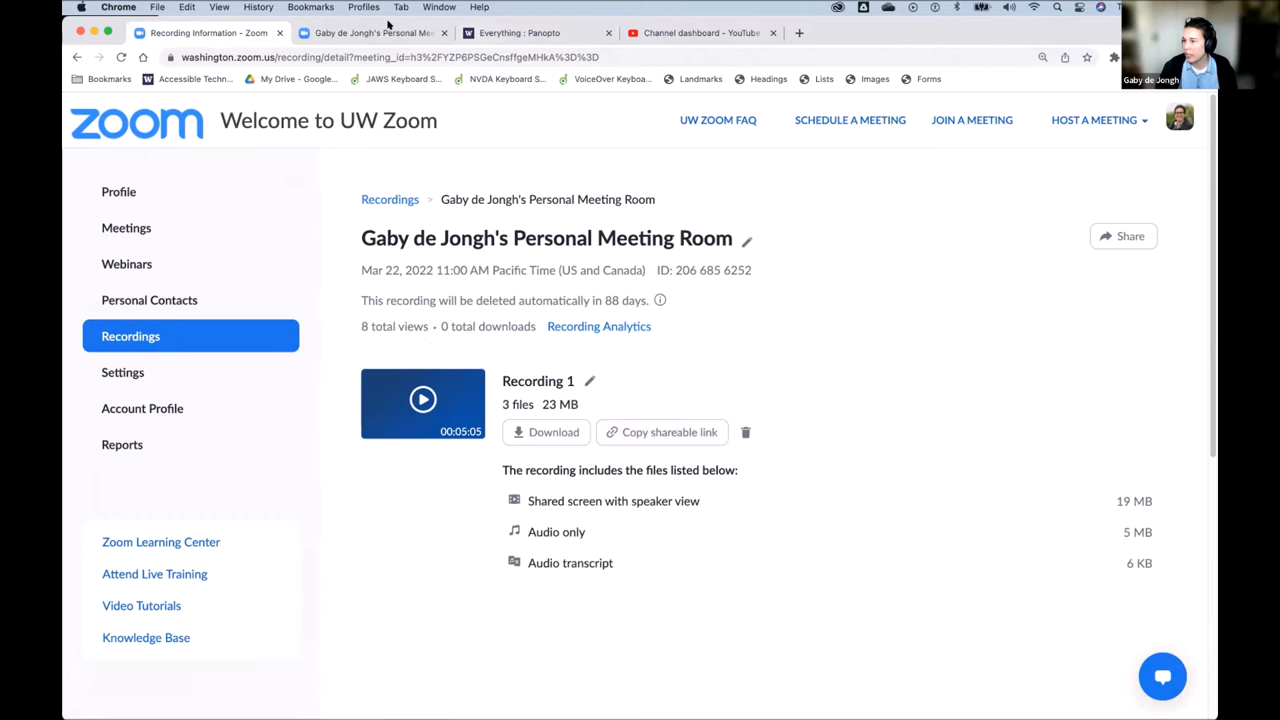 Chrome File Edit View History Bookmarks Profiles Tab Window Help
Recording Information - Zoom
Gaby de Jongh's Personal Mee
Everything : Panopto
Channel dashboard - YouTube
washington.zoom.us/recording/detail?meeting_id=h3%2FYZP6PSGeCnsffgeMHkA%3D%3D
Bookmarks Accessible Techn... My Drive - Google... JAWS Keyboard S... NVDA Keyboard S... VoiceOver Keyboa... Landmarks Headings Lists Images Forms
Gaby de Jongh
zoom Welcome to UW Zoom
UW ZOOM FAQ SCHEDULE A MEETING JOIN A MEETING HOST A MEETING
Profile
Meetings
Webinars
Personal Contacts
Recordings
Settings
Account Profile
Reports
Zoom Learning Center
Attend Live Training
Video Tutorials
Knowledge Base
Recordings > Gaby de Jongh's Personal Meeting Room
Gaby de Jongh's Personal Meeting Room
Share
Mar 22, 2022 11:00 AM Pacific Time (US and Canada) ID: 206 685 6252
This recording will be deleted automatically in 88 days.
8 total views • 0 total downloads Recording Analytics
00:05:05
Recording 1
3 files 23 MB
Download Copy shareable link
The recording includes the files listed below:
Shared screen with speaker view 19 MB
Audio only 5 MB
Audio transcript 6 KB